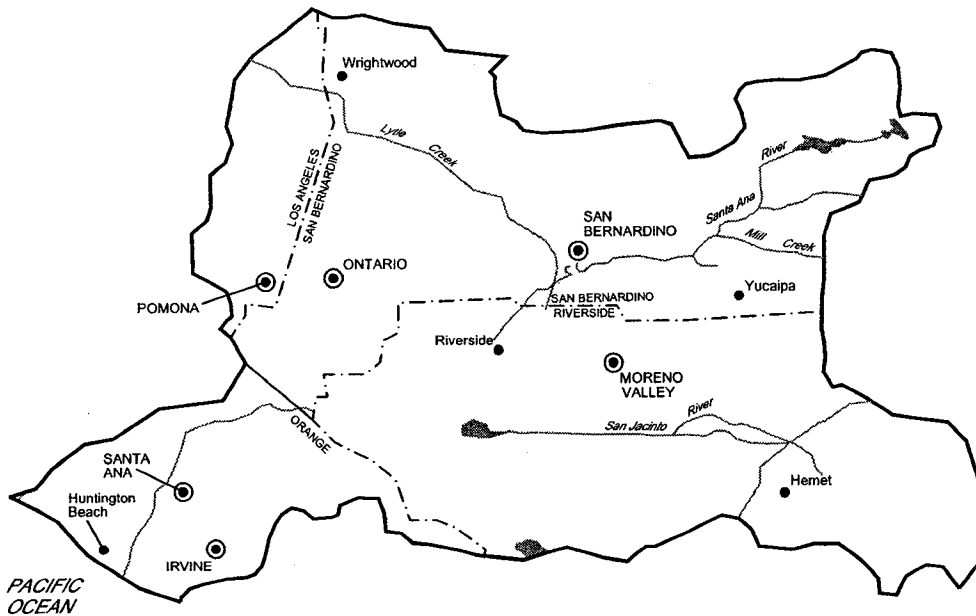 Wrightwood
Lytle
Creek
River
LOS ANGELES
SAN BERNARDINO
Santa Ana
SAN
BERNARDINO
Mill
Creek
ONTARIO
POMONA
Yucaipa
SAN BERNARDINO
RIVERSIDE
Riverside
MORENO
VALLEY
River
San Jacinto
ORANGE
SANTA
ANA
Hemet
Huntington
Beach
IRVINE
PACIFIC
OCEAN